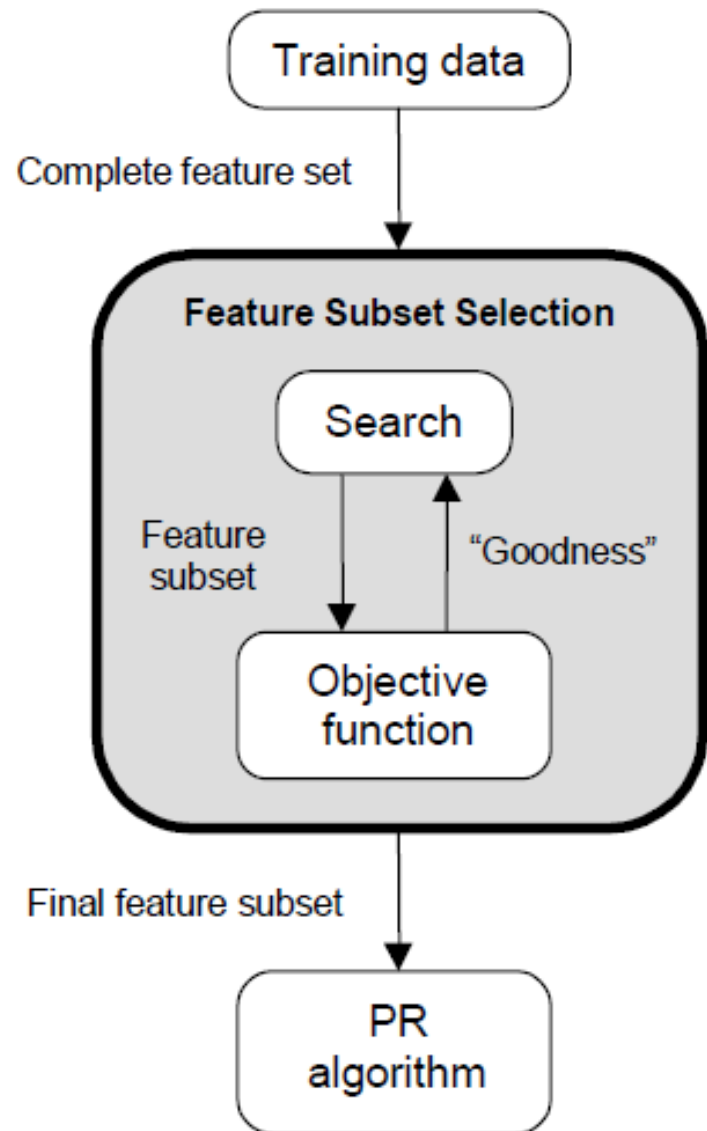 Training data
Complete feature set
Feature Subset Selection
Search
Feature
subset
“Goodness”
Objective
function
Final feature subset
PR
algorithm